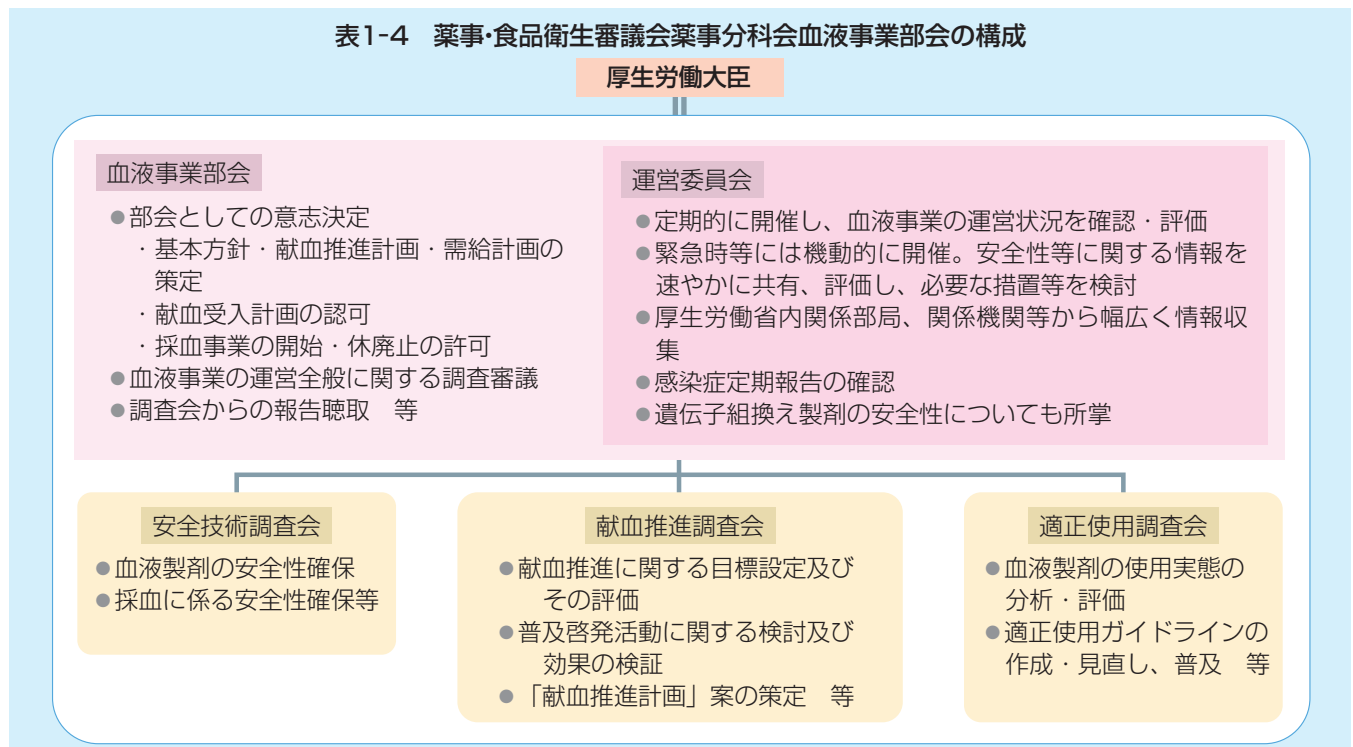 表1-4　薬事・食品衛生審議会薬事分科会血液事業部会の構成
厚生労働大臣
血液事業部会
●部会としての意志決定
・基本方針・献血推進計画・需給計画の
策定
・献血受入計画の認可
・採血事業の開始・休廃止の許可
●血液事業の運営全般に関する調査審議
●調査会からの報告聴取　等
運営委員会
●定期的に開催し、血液事業の運営状況を確認・評価
●緊急時等には機動的に開催。安全性等に関する情報を
速やかに共有、評価し、必要な措置等を検討
●厚生労働省内関係部局、関係機関等から幅広く情報収
集
●感染症定期報告の確認
●遺伝子組換え製剤の安全性についても所掌
安全技術調査会
●血液製剤の安全性確保
●採血に係る安全性確保等
献血推進調査会
●献血推進に関する目標設定及び
その評価
●普及啓発活動に関する検討及び
効果の検証
●「献血推進計画」案の策定　等
適正使用調査会
●血液製剤の使用実態の
分析・評価
●適正使用ガイドラインの
作成・見直し、普及　等